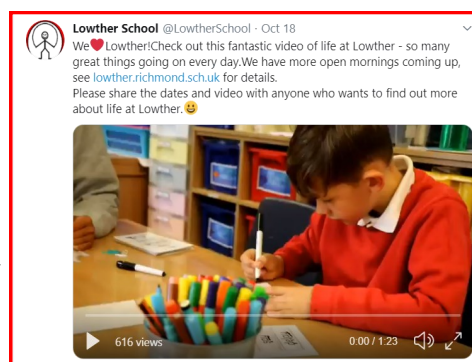 Lowther School @LowtherSchool · Oct 18
We❤Lowther!Check out this fantastic video of life at Lowther - so many
great things going on every day.We have more open mornings coming up,
see lowther.richmond.sch.uk for details.
Please share the dates and video with anyone who wants to find out more
about life at Lowther.😀
616 views
0:00 / 1:23